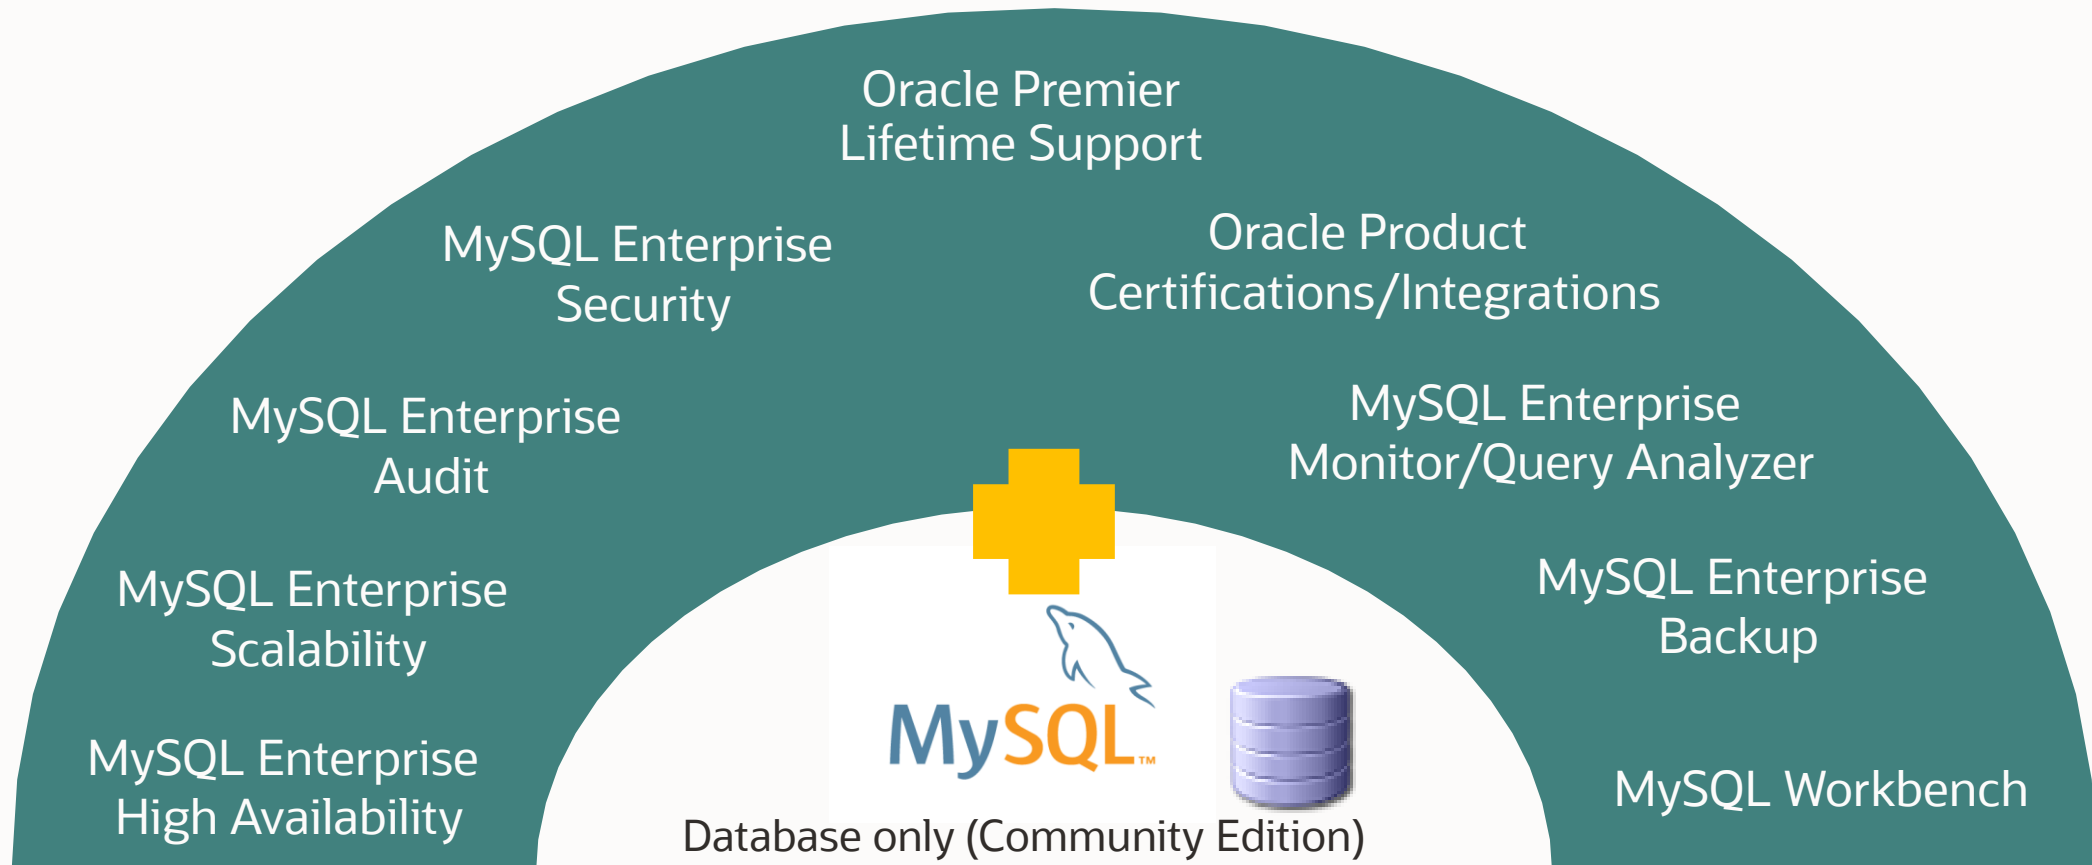 Oracle Premier
Lifetime Support
MySQL Enterprise
Security
Oracle Product
Certifications/Integrations
MySQL Enterprise
Audit
MySQL Enterprise
Monitor/Query Analyzer
MySQL Enterprise
Scalability
MySQL Enterprise
Backup
MySQL Enterprise
High Availability
MySQL Workbench
MySQL™
Database only (Community Edition)